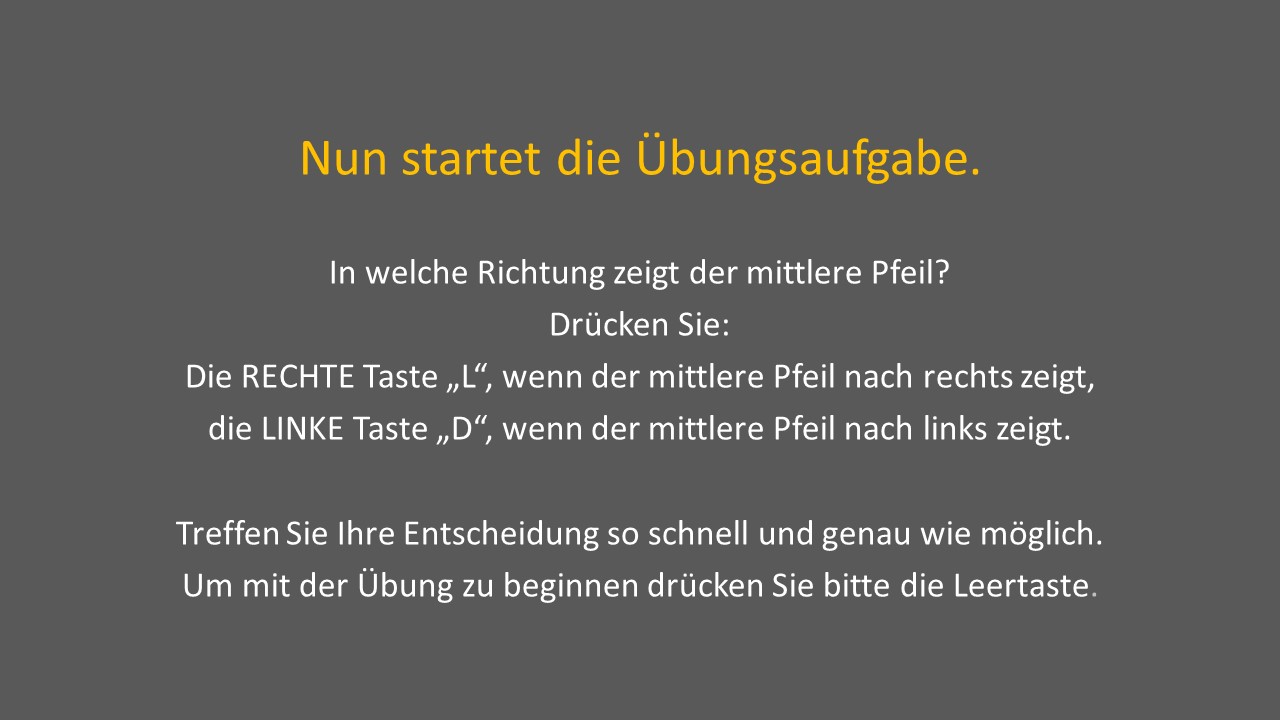 Nun startet die Übungsaufgabe.
In welche Richtung zeigt der mittlere Pfeil?
Drücken Sie:
Die RECHTE Taste „L“, wenn der mittlere Pfeil nach rechts zeigt,
die LINKE Taste „D“, wenn der mittlere Pfeil nach links zeigt.
Treffen Sie Ihre Entscheidung so schnell und genau wie möglich.
Um mit der Übung zu beginnen drücken Sie bitte die Leertaste.